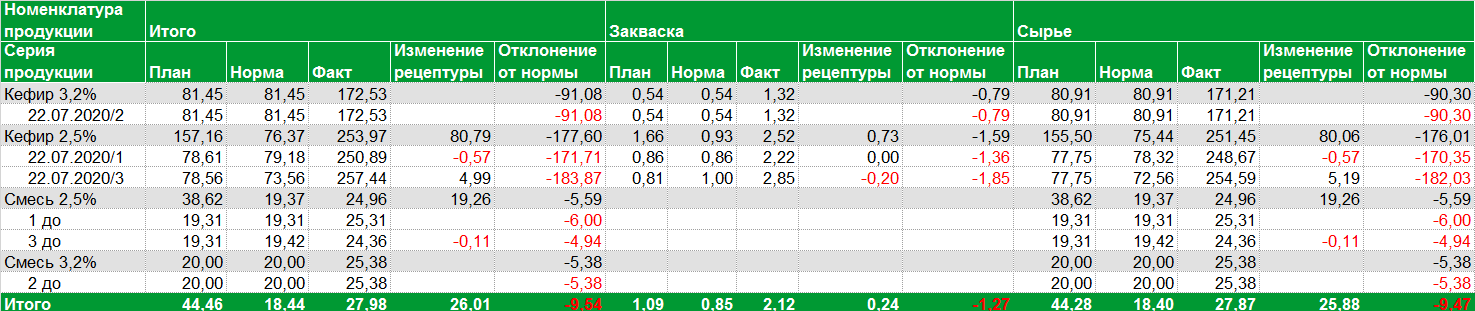 Номенклатура продукции Итого Закваска Сырье
Серия продукции План Норма Факт Изменение рецептуры Отклонение от нормы План Норма Факт Изменение рецептуры Отклонение от нормы План Норма Факт Изменение рецептуры Отклонение от нормы
Кефир 3,2% 81,45 81,45 172,53 -91,08 0,54 0,54 1,32 -0,79 80,91 80,91 171,21 -90,30
22.07.2020/2 81,45 81,45 172,53 -91,08 0,54 0,54 1,32 -0,79 80,91 80,91 171,21 -90,30
Кефир 2,5% 157,16 76,37 253,97 80,79 -177,60 1,66 0,93 2,52 0,73 -1,59 155,50 75,44 251,45 80,06 -176,01
22.07.2020/1 78,61 79,18 250,89 -0,57 -171,71 0,86 0,86 2,22 0,00 -1,36 77,75 78,32 248,67 -0,57 -170,35
22.07.2020/3 78,56 73,56 257,44 4,99 -183,87 0,81 1,00 2,85 -0,20 -1,85 77,75 72,56 254,59 5,19 -182,03
Смесь 2,5% 38,62 19,37 24,96 19,26 -5,59 38,62 19,37 24,96 19,26 -5,59
1 до 19,31 19,31 25,31 -6,00 19,31 19,31 25,31 -6,00
3 до 19,31 19,42 24,36 -0,11 -4,94 19,31 19,42 24,36 -0,11 -4,94
Смесь 3,2% 20,00 20,00 25,38 -5,38 20,00 20,00 25,38 -5,38
2 до 20,00 20,00 25,38 -5,38 20,00 20,00 25,38 -5,38
Итого 44,46 18,44 27,98 26,01 -9,54 1,09 0,85 2,12 0,24 -1,27 44,28 18,40 27,87 25,88 -9,47